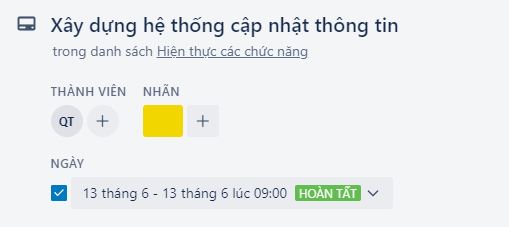 Xây dựng hệ thống cập nhật thông tin
trong danh sách Hiện thực các chức năng
THÀNH VIÊN NHÃN
QT + +
NGÀY
13 tháng 6 - 13 tháng 6 lúc 09:00 HOÀN TẤT